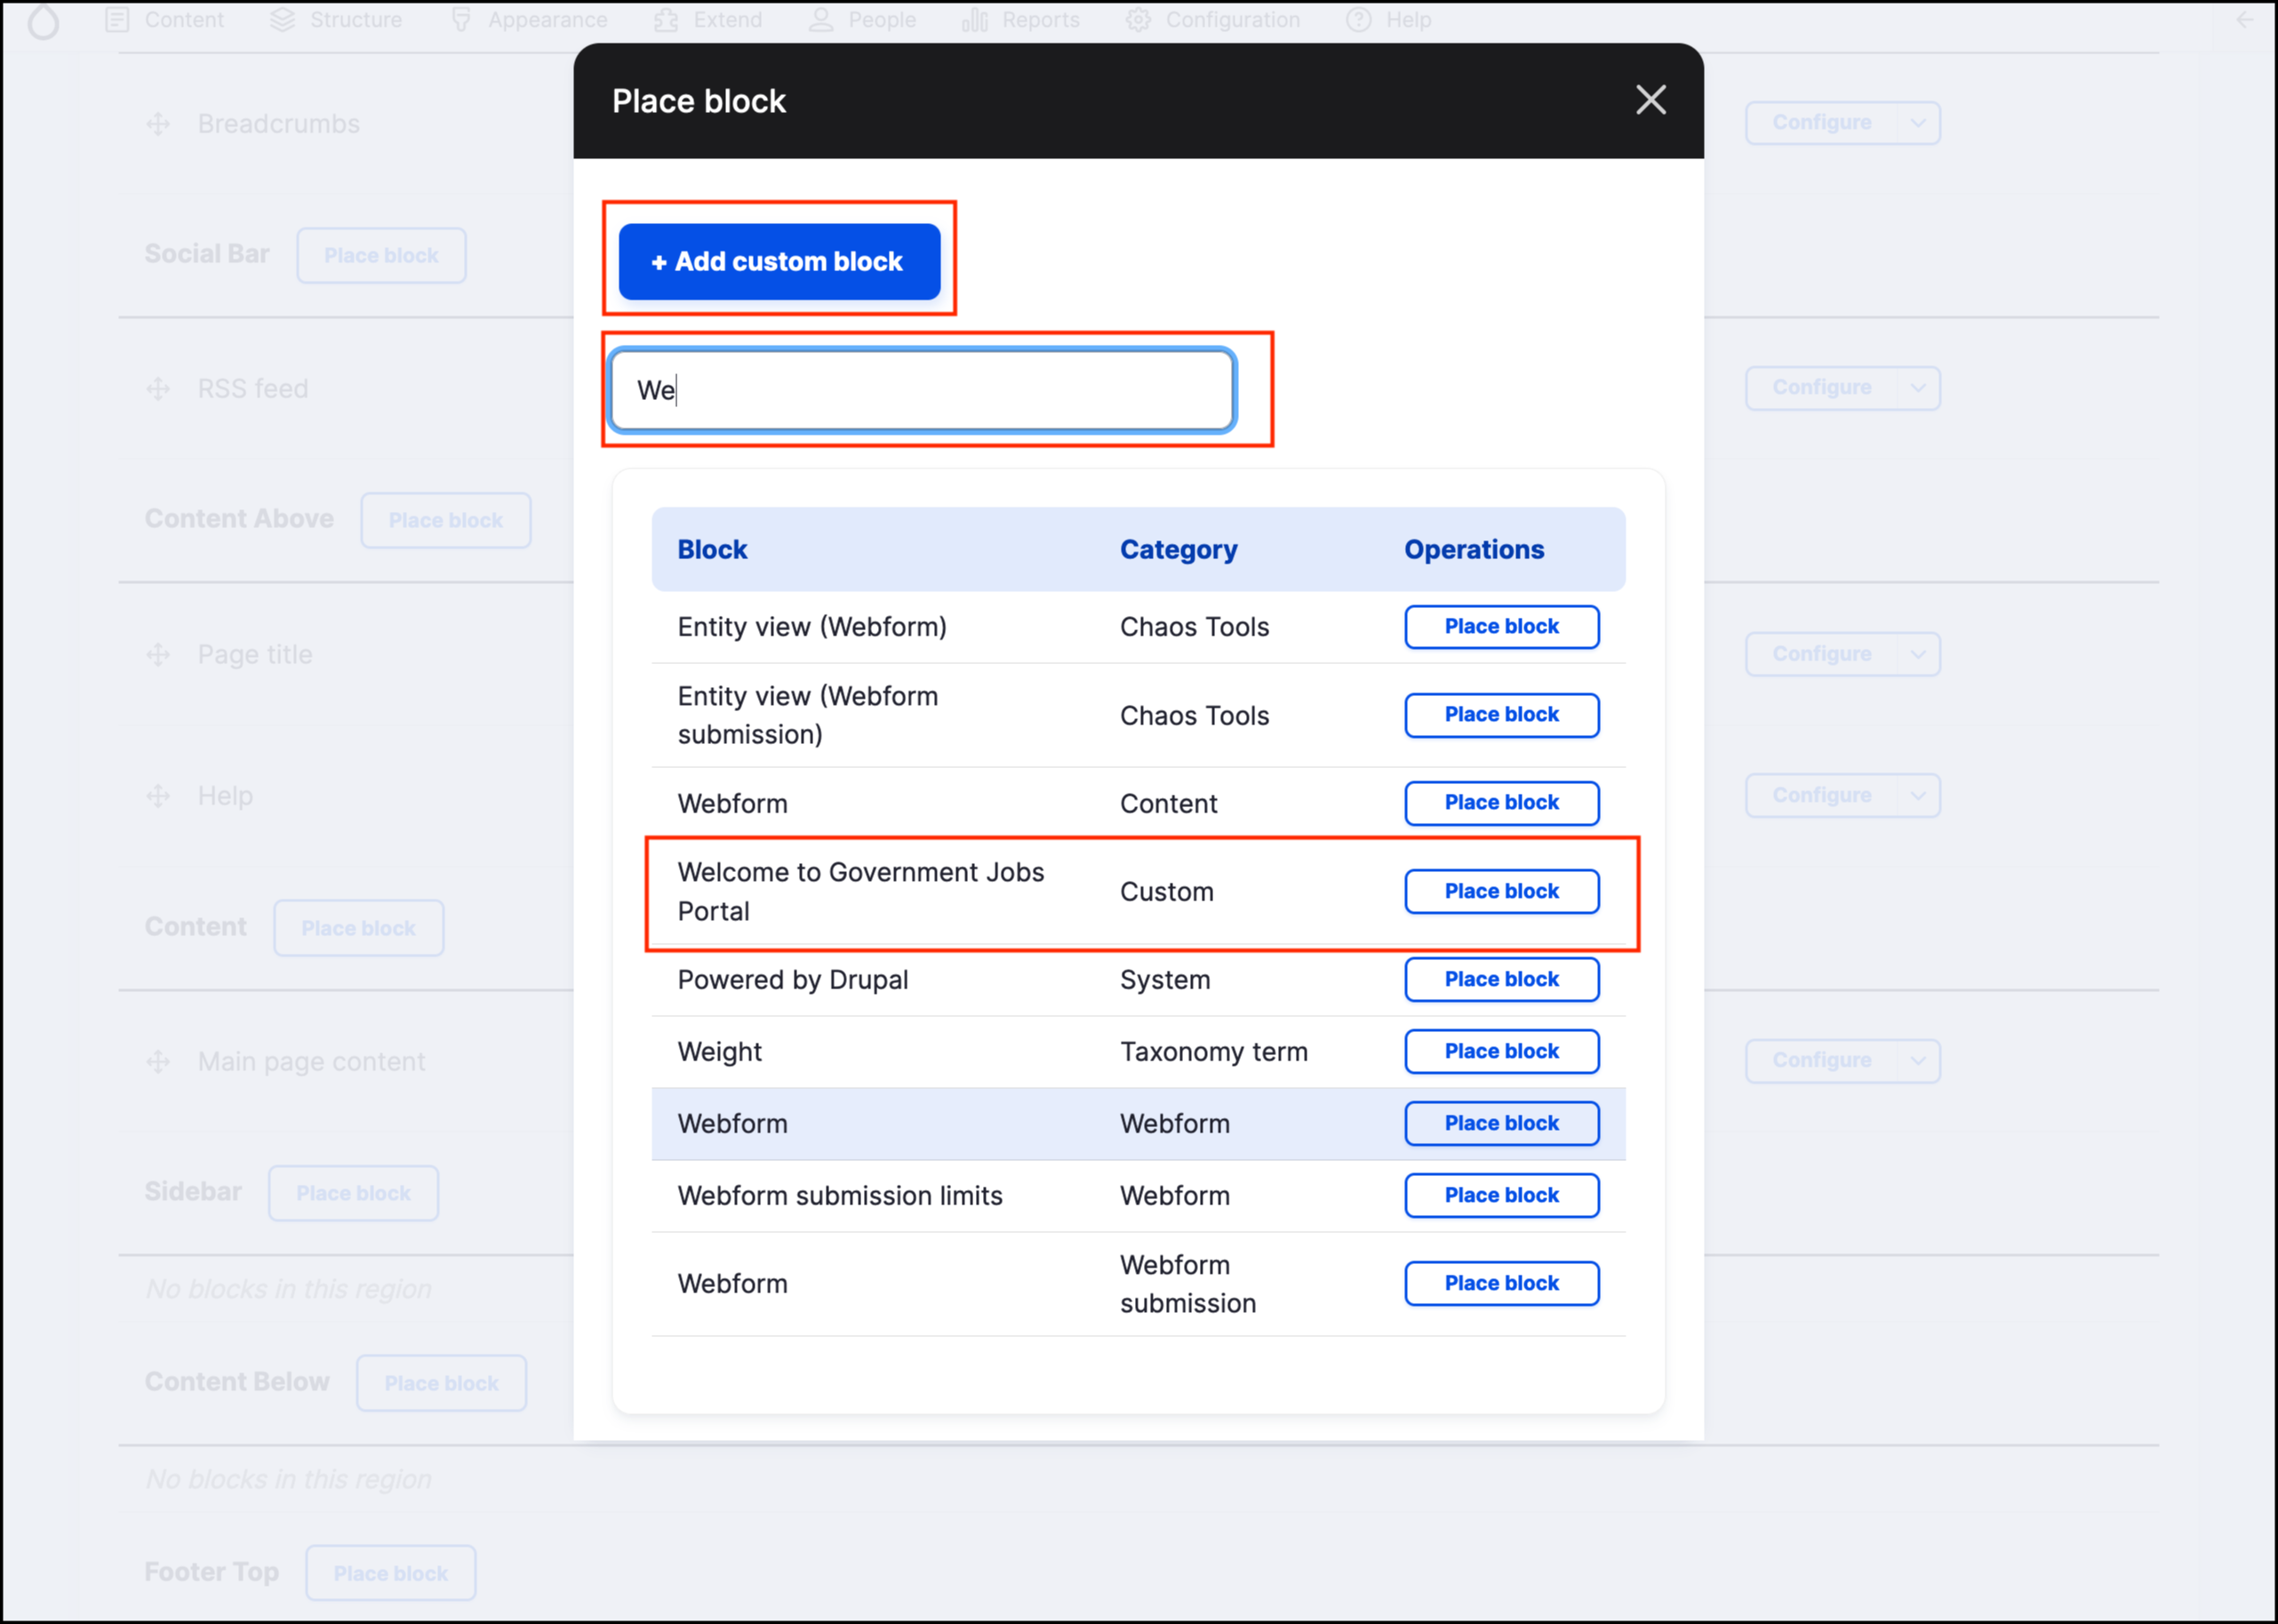 Content Structure Appearance Extend People Reports Configuration Help
Place block
Breadcrumbs Configure
+ Add custom block
Social Bar Place block
We
RSS feed Configure
Content Above Place block
Block Category Operations
Entity view (Webform) Chaos Tools Place block
Page title Configure
Entity view (Webform
submission) Chaos Tools Place block
Help Configure
Webform Content Place block
Welcome to Government Jobs
Portal Custom Place block
Content Place block
Powered by Drupal System Place block
Weight Taxonomy term Place block
Main page content Configure
Webform Webform Place block
Sidebar Place block
Webform submission limits Webform Place block
No blocks in this region
Webform Webform
submission Place block
Content Below Place block
No blocks in this region
Footer Top Place block